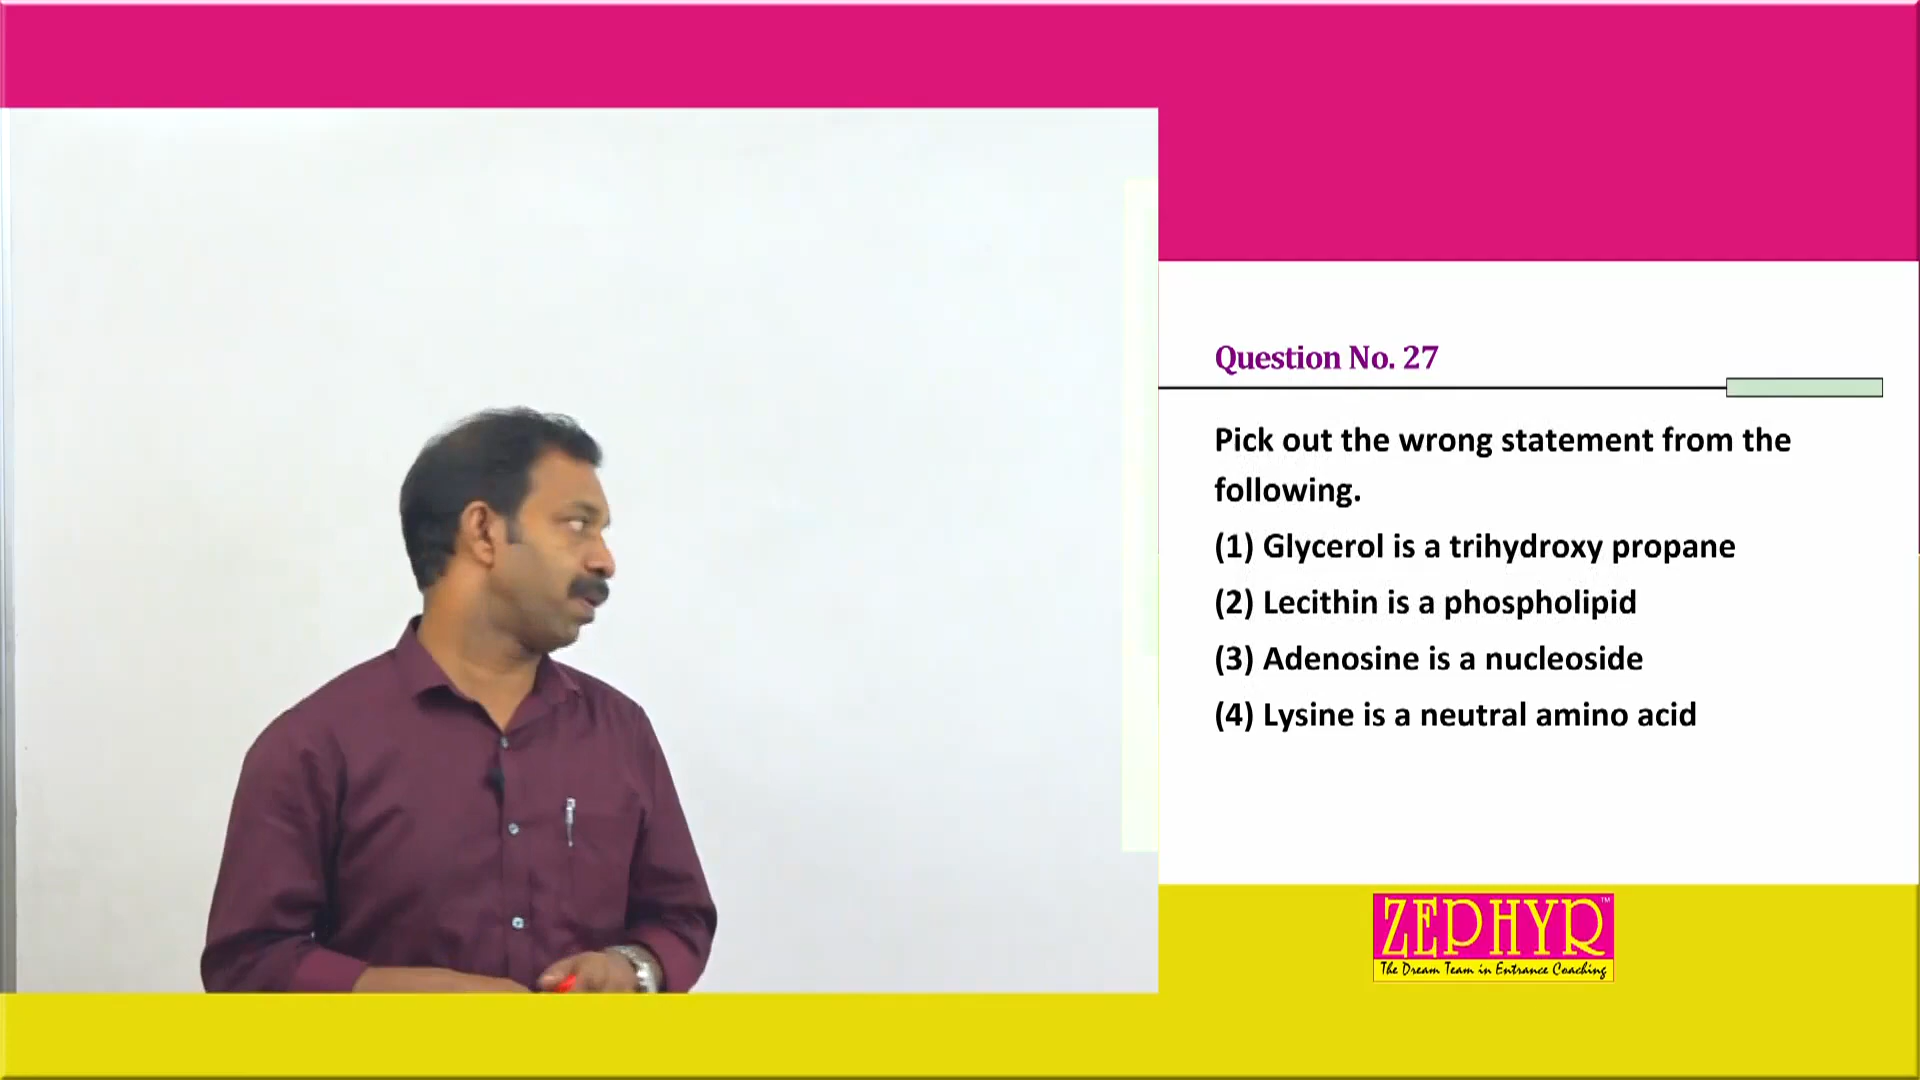 Question No. 27
Pick out the wrong statement from the
following.
(1) Glycerol is a trihydroxy propane
(2) Lecithin is a phospholipid
(3) Adenosine is a nucleoside
(4) Lysine is a neutral amino acid
ZEPHYR™
The Dream Team in Entrance Coaching